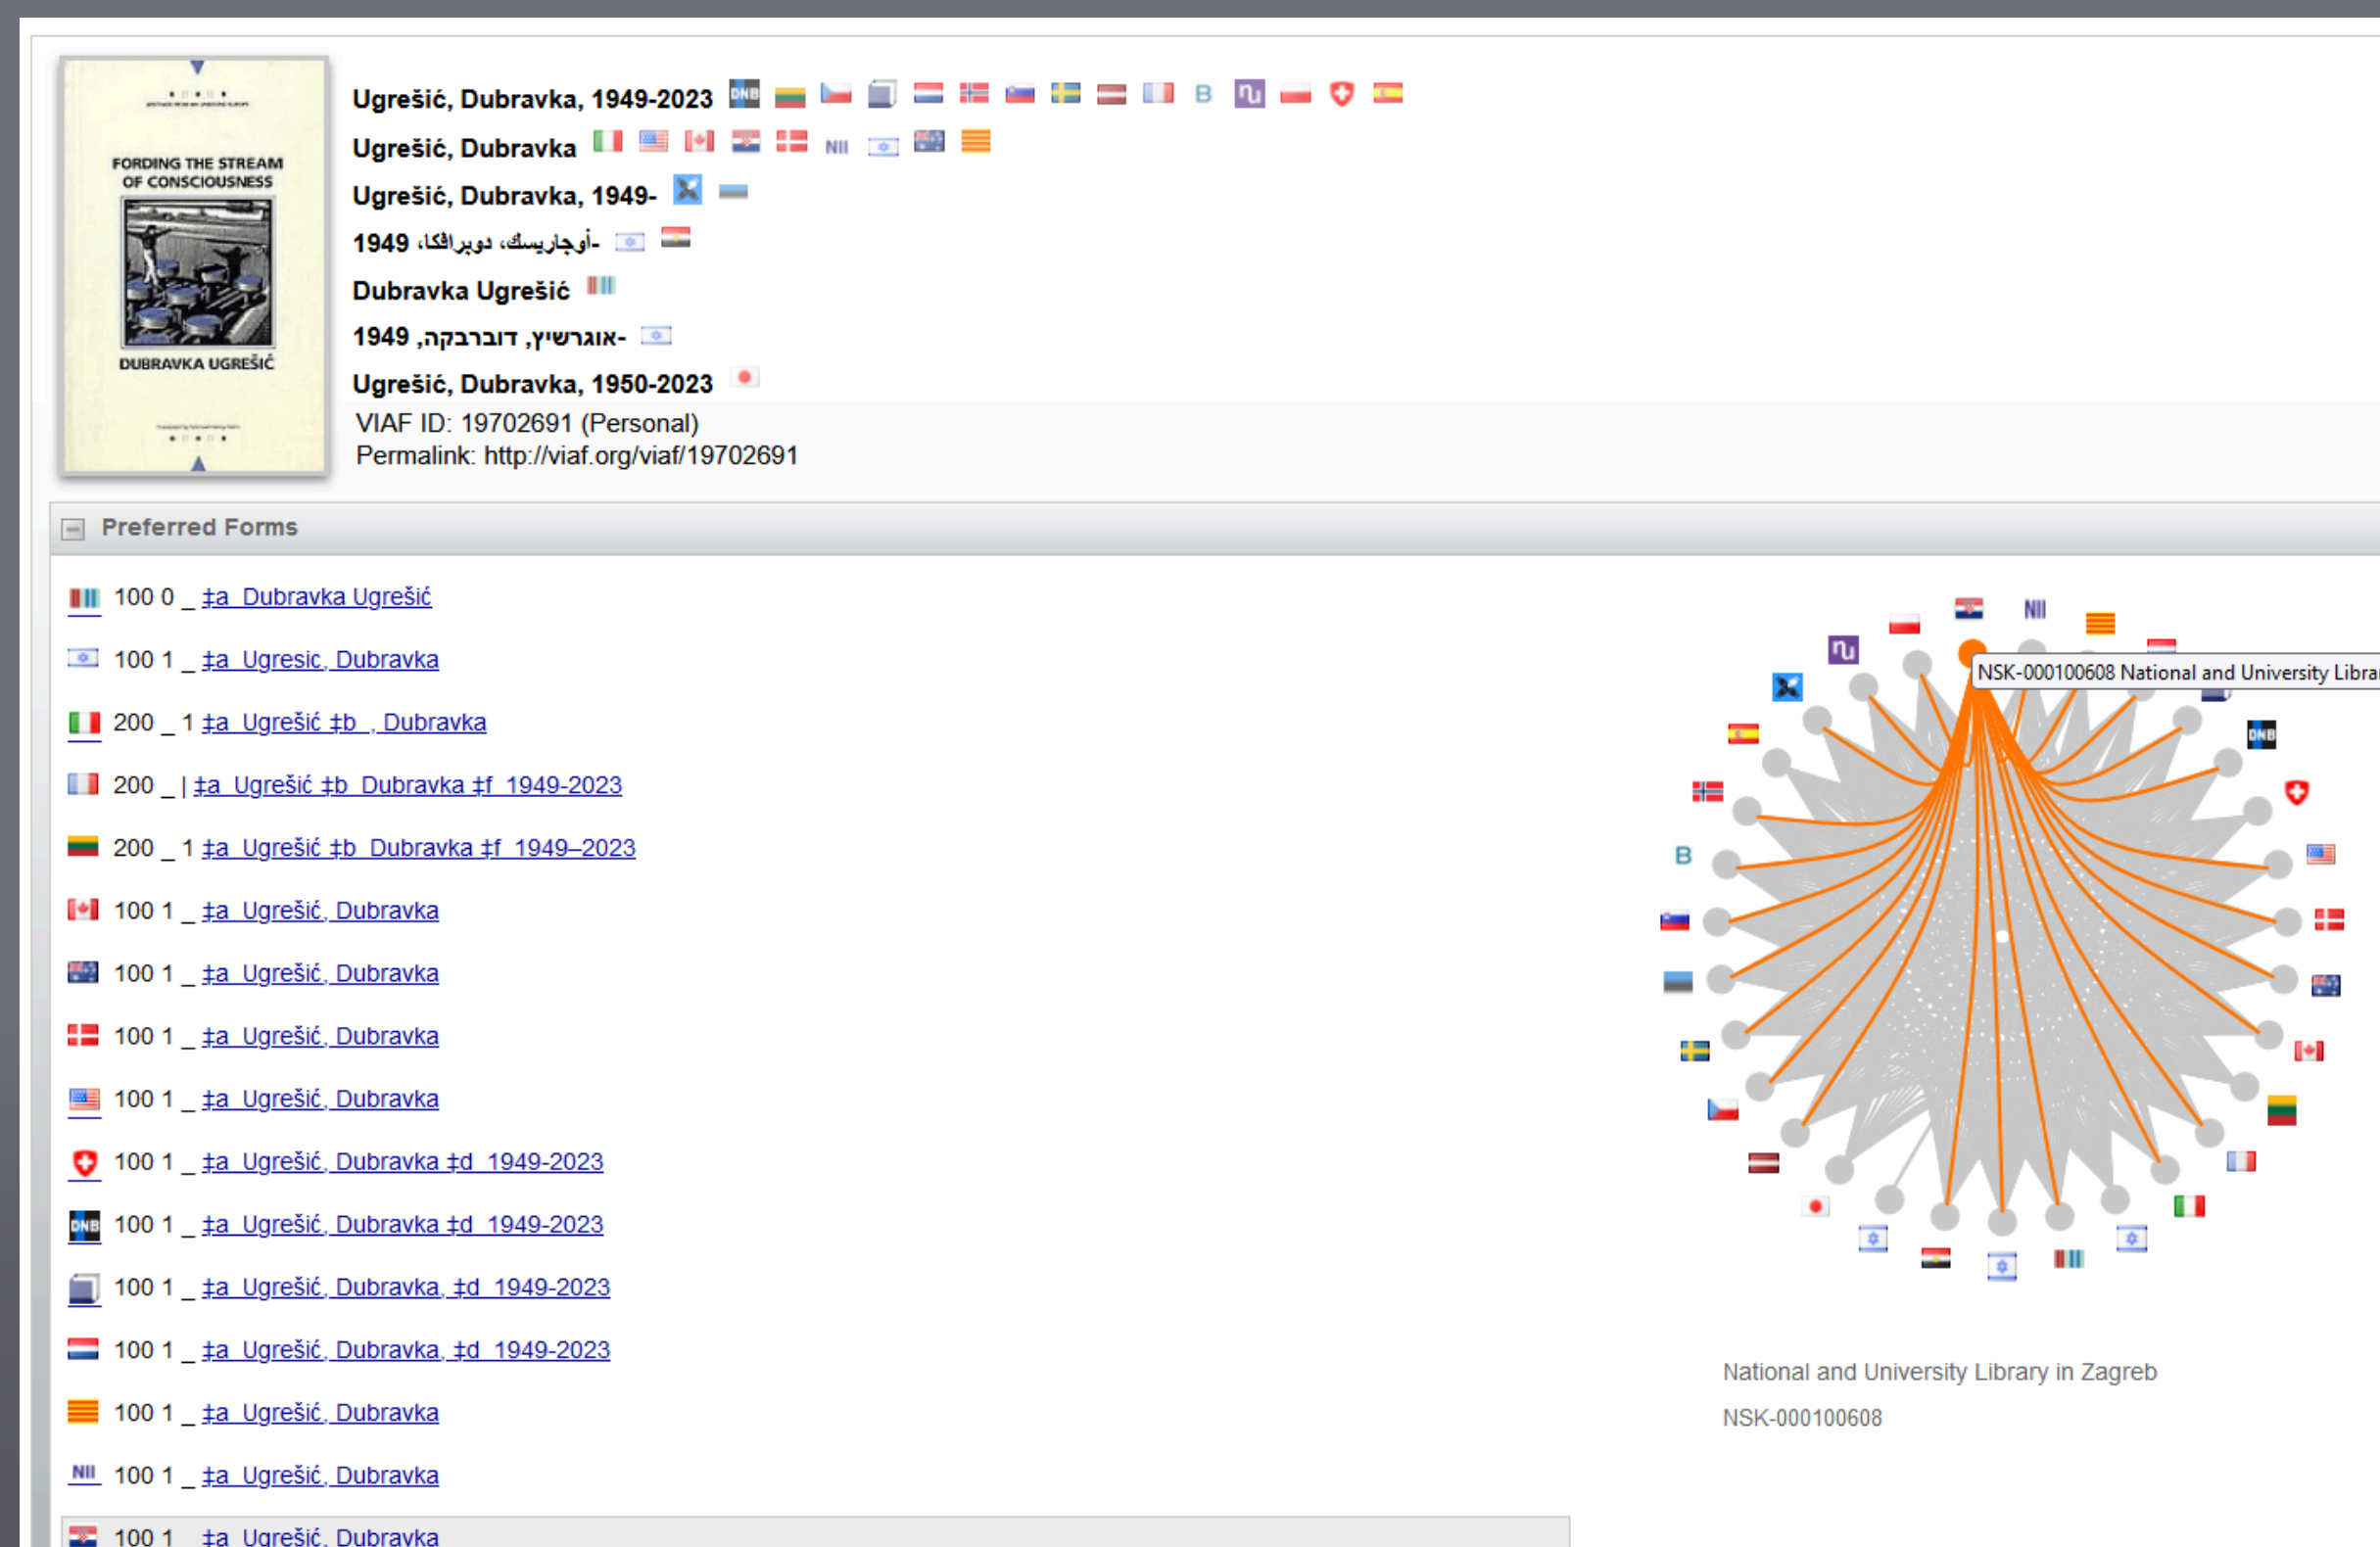 FORDING THE STREAM
OF CONSCIOUSNESS
DUBRAVKA UGREŠIĆ
Ugrešić, Dubravka, 1949-2023 DNB B nu
Ugrešić, Dubravka NII
Ugrešić, Dubravka, 1949-
أوجاريسك، دوبرافكا، 1949-
Dubravka Ugrešić
אוגרשיץ, דוברבקה, 1949-
Ugrešić, Dubravka, 1950-2023
VIAF ID: 19702691 (Personal)
Permalink: http://viaf.org/viaf/19702691
Preferred Forms
100 0 _ ‡a Dubravka Ugrešić
100 1 _ ‡a Ugresic, Dubravka
200 _ 1 ‡a Ugrešić ‡b , Dubravka
200 _ | ‡a Ugrešić ‡b Dubravka ‡f 1949-2023
200 _ 1 ‡a Ugrešić ‡b Dubravka ‡f 1949–2023
100 1 _ ‡a Ugrešić, Dubravka
100 1 _ ‡a Ugrešić, Dubravka
100 1 _ ‡a Ugrešić, Dubravka
100 1 _ ‡a Ugrešić, Dubravka
100 1 _ ‡a Ugrešić, Dubravka ‡d 1949-2023
DNB 100 1 _ ‡a Ugrešić, Dubravka ‡d 1949-2023
100 1 _ ‡a Ugrešić, Dubravka, ‡d 1949-2023
100 1 _ ‡a Ugrešić, Dubravka, ‡d 1949-2023
100 1 _ ‡a Ugrešić, Dubravka
NII 100 1 _ ‡a Ugrešić, Dubravka
100 1 ‡a Ugrešić, Dubravka
NII
nu
NSK-000100608 National and University Libra
DNB
B
National and University Library in Zagreb
NSK-000100608